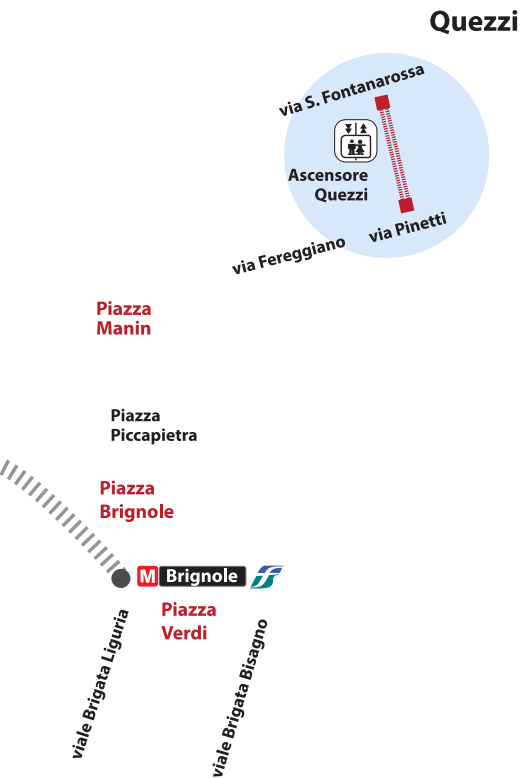 Quezzi
via S. Fontanarossa
Ascensore
Quezzi
via Pinetti
via Fereggiano
Piazza
Manin
Piazza
Piccapietra
Piazza
Brignole
M Brignole
Piazza
Verdi
viale Brigata Liguria
viale Brigata Bisagno